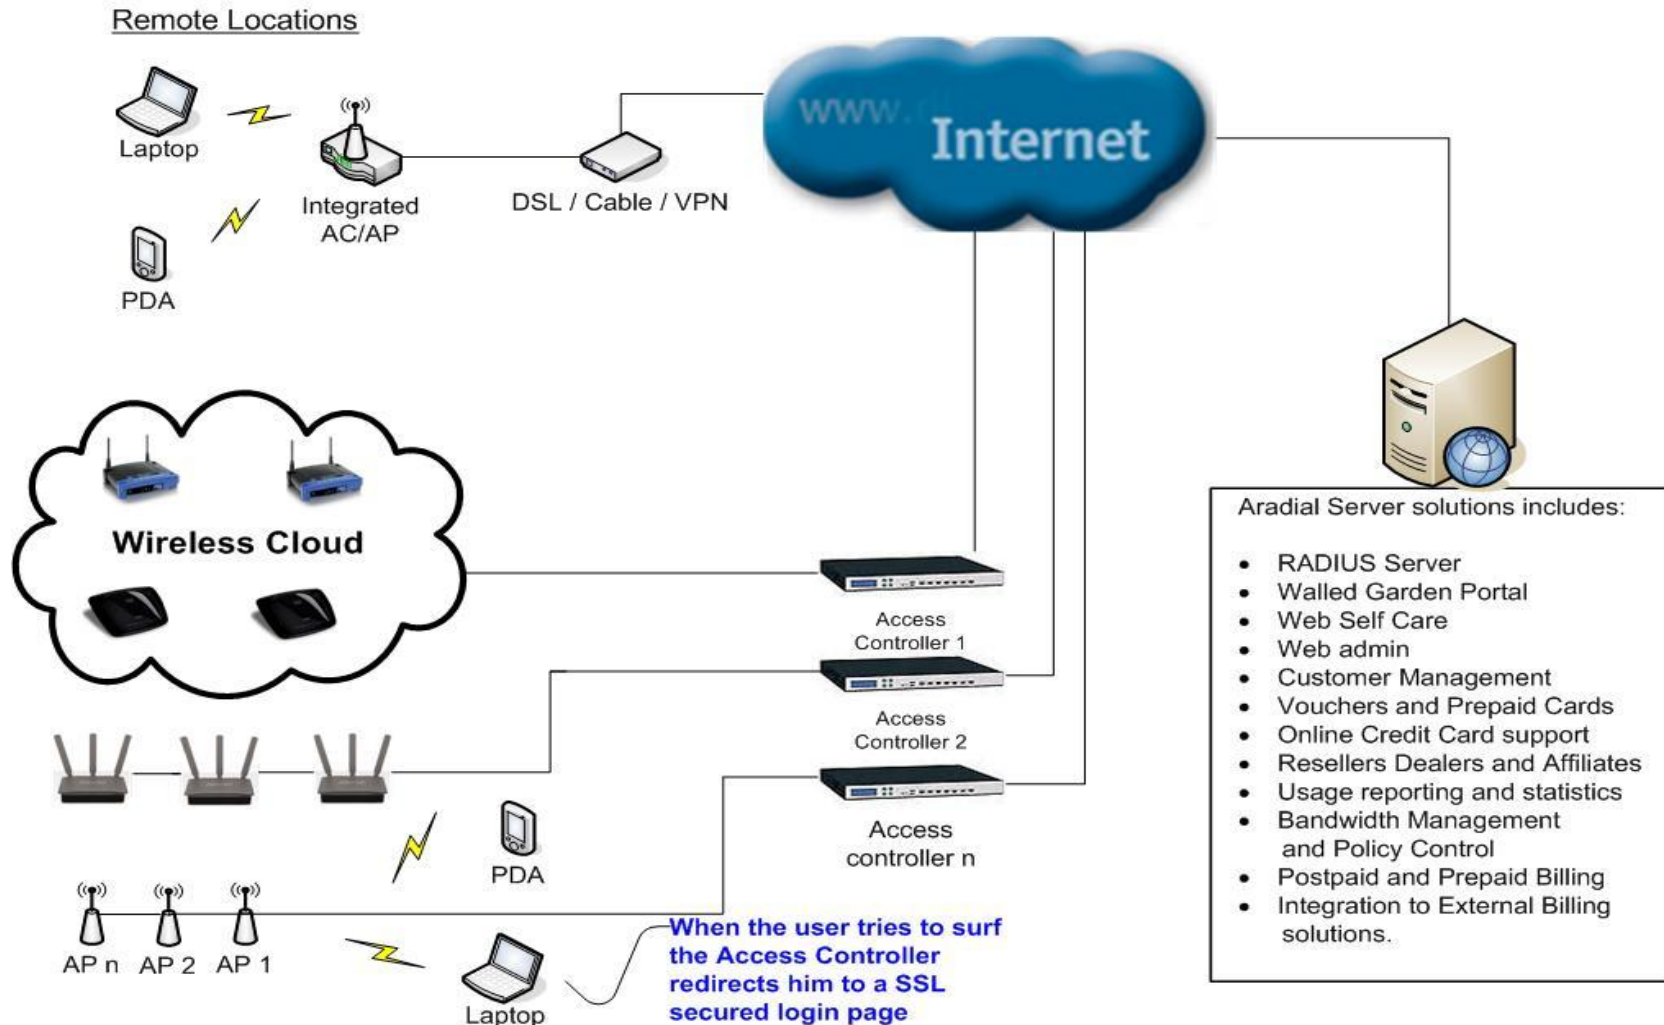 Remote Locations
Laptop
Integrated
AC/AP
DSL / Cable / VPN
PDA
www.
Internet
Wireless Cloud
Access
Controller 1
Access
Controller 2
Access
controller n
PDA
AP n
AP 2
AP 1
Laptop
When the user tries to surf
the Access Controller
redirects him to a SSL
secured login page
Aradial Server solutions includes:
• RADIUS Server
• Walled Garden Portal
• Web Self Care
• Web admin
• Customer Management
• Vouchers and Prepaid Cards
• Online Credit Card support
• Resellers Dealers and Affiliates
• Usage reporting and statistics
• Bandwidth Management
and Policy Control
• Postpaid and Prepaid Billing
• Integration to External Billing
solutions.